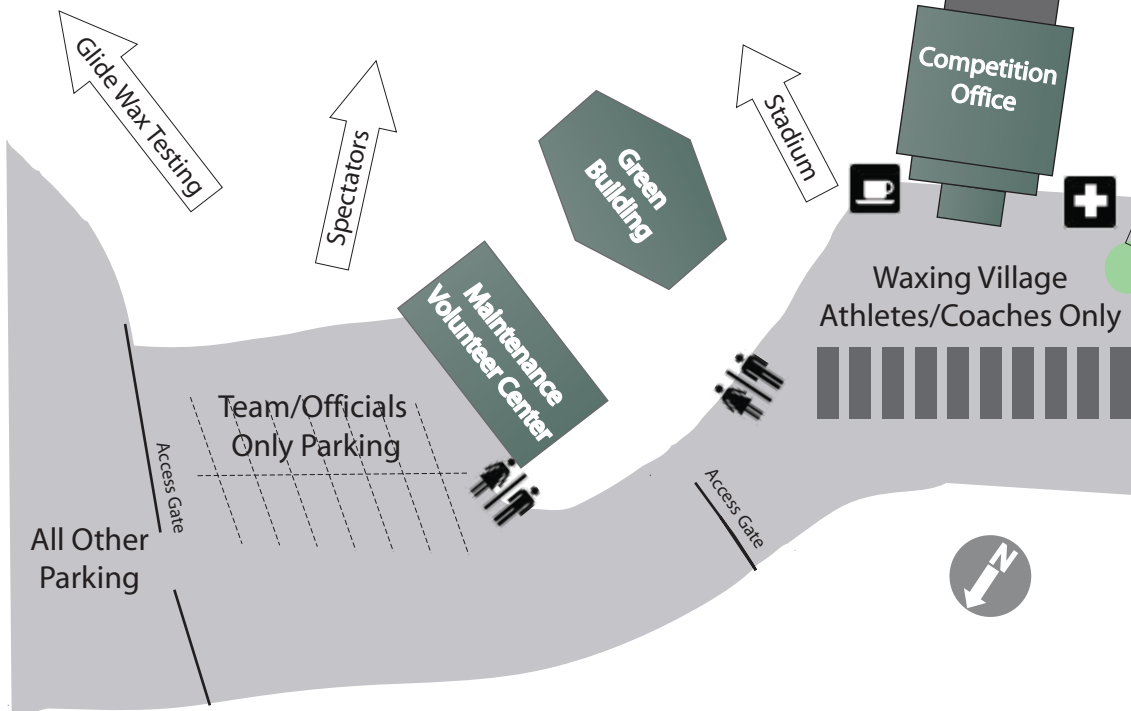 Glide Wax Testing
Spectators
Green
Building
Stadium
Competition
Office
Maintenance
Volunteer Center
Waxing Village
Athletes/Coaches Only
Team/Officials
Only Parking
Access Gate
Access Gate
All Other
Parking
N